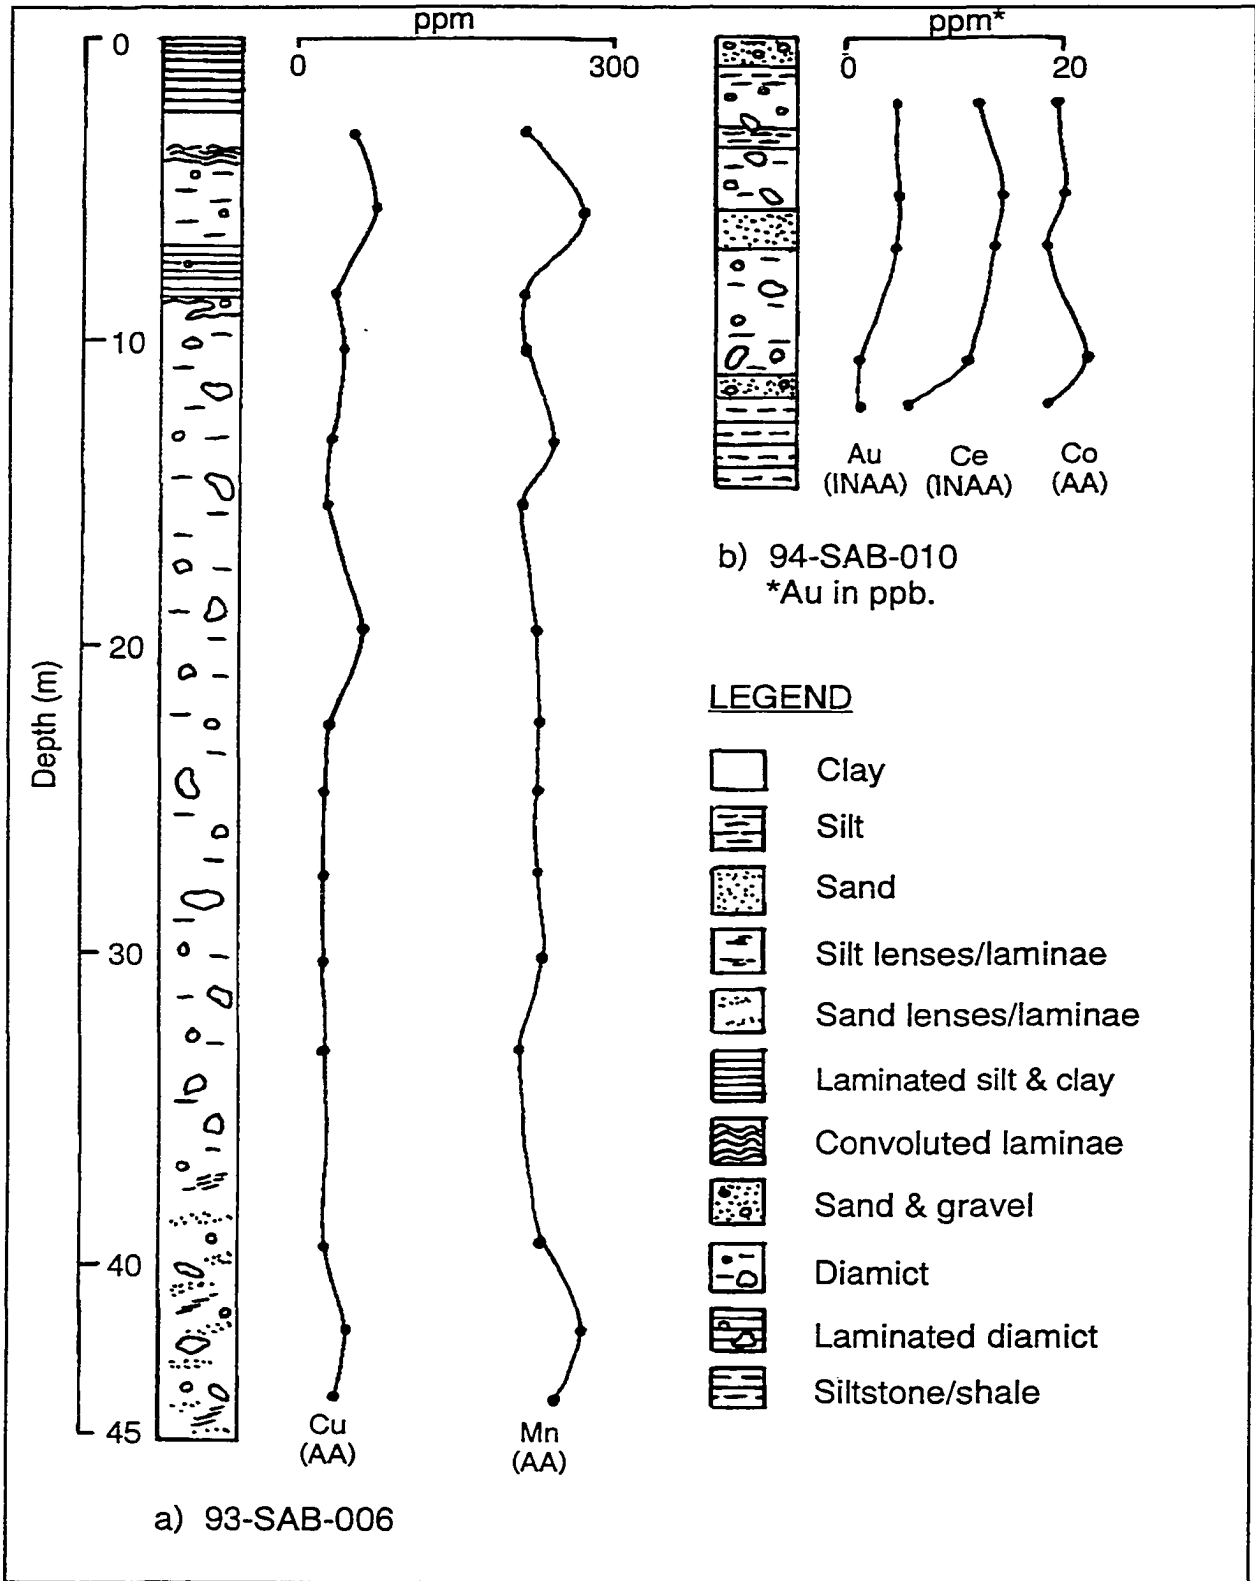 ppm
0
300
ppm*
0
20
0
10
20
30
40
45
Depth (m)
Cu
(AA)
Mn
(AA)
a) 93-SAB-006
Au
(INAA)
Ce
(INAA)
Co
(AA)
b) 94-SAB-010
*Au in ppb.
LEGEND
Clay
Silt
Sand
Silt lenses/laminae
Sand lenses/laminae
Laminated silt & clay
Convoluted laminae
Sand & gravel
Diamict
Laminated diamict
Siltstone/shale